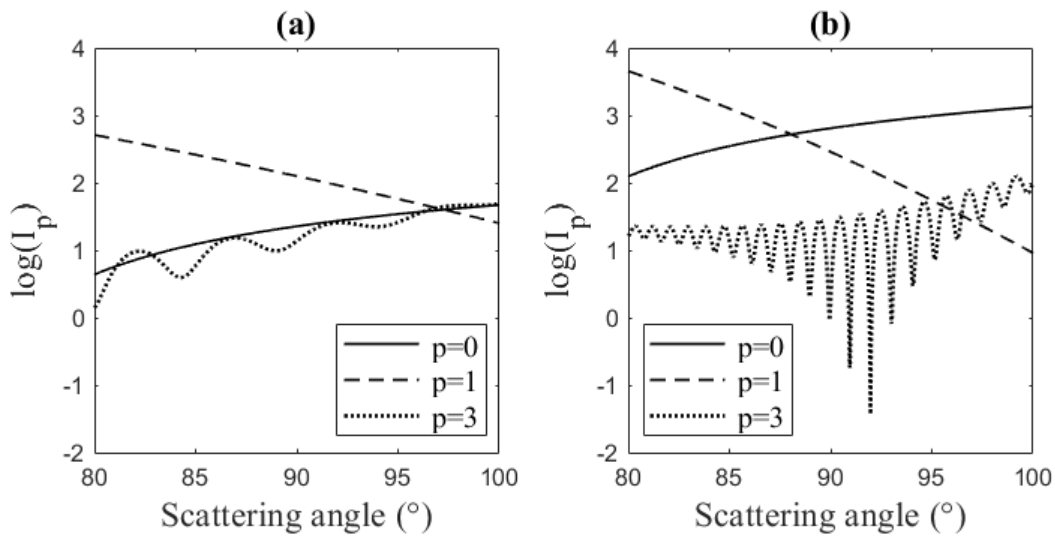 (a)
4
3
2
1
0
-1
-2
log(I_p)
80 85 90 95 100
Scattering angle (°)
p=0
p=1
p=3
(b)
4
3
2
1
0
-1
-2
log(I_p)
80 85 90 95 100
Scattering angle (°)
p=0
p=1
p=3